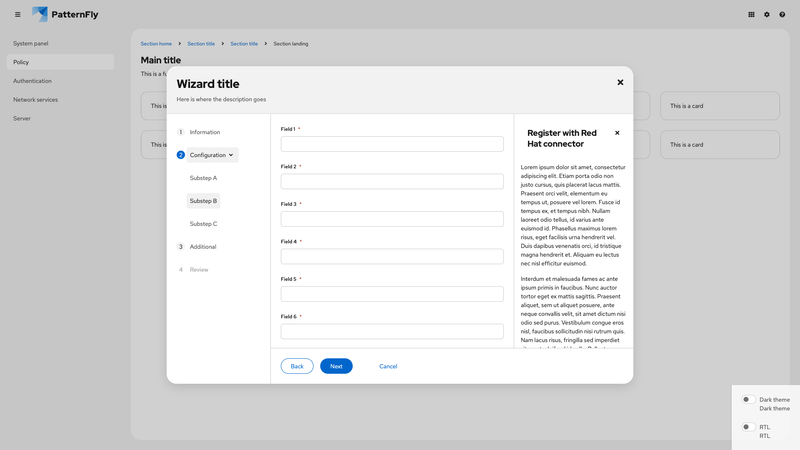 PatternFly
System panel
Policy
Authentication
Network services
Server
Section home
Section title
Section title
Section landing
Main title
This is a fu
This is
This is a card
This is
This is a card
Wizard title
Here is where the description goes
1 Information
2 Configuration
Substep A
Substep B
Substep C
3 Additional
4 Review
Field 1 *
Field 2 *
Field 3 *
Field 4 *
Field 5 *
Field 6 *
Register with Red
Hat connector
Lorem ipsum dolor sit amet, consectetur
adipiscing elit. Etiam porta odio non
justo cursus, quis placerat lacus mattis.
Praesent orci velit, elementum eu
tempus ut, posuere vel lorem. Fusce id
tempus ex, et tempus nibh. Nullam
laoreet odio tellus, id varius ante
euismod id. Phasellus maximus lorem
risus, eget facilisis urna hendrerit vel.
Duis dapibus venenatis orci, id tristique
magna hendrerit et. Aliquam eu lectus
nec nisl efficitur euismod.
Interdum et malesuada fames ac ante
ipsum primis in faucibus. Nunc auctor
tortor eget ex mattis sagittis. Praesent
aliquet, sem ut aliquet posuere, ante
neque convallis velit, sit amet dictum nisi
odio sed purus. Vestibulum congue eros
nisl, faucibus sollicitudin nisi rutrum quis.
Nam lacus risus, fringilla sed imperdiet
Back
Next
Cancel
Dark theme
Dark theme
RTL
RTL